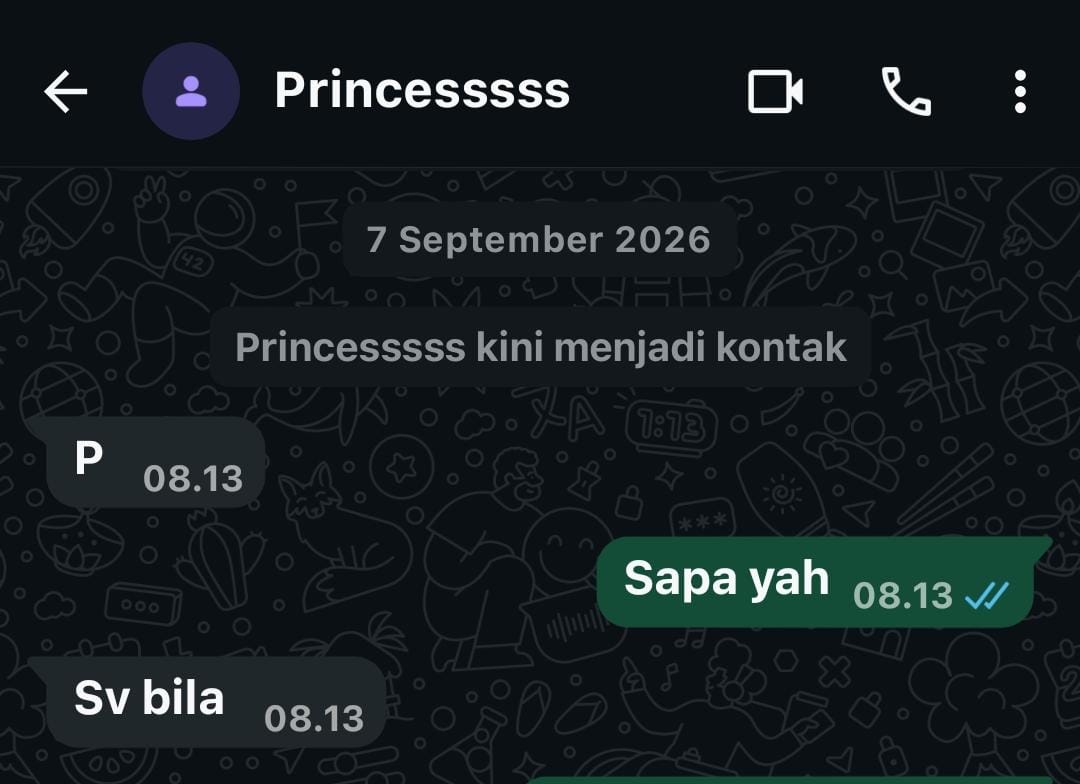 Princesssss
7 September 2026
Princesssss kini menjadi kontak
P 08.13
Sapa yah 08.13
Sv bila 08.13